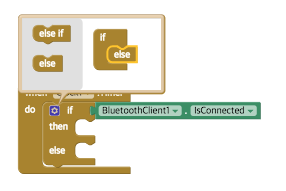 else if
if
else
else
do
if
BluetoothClient1 . IsConnected
then
else